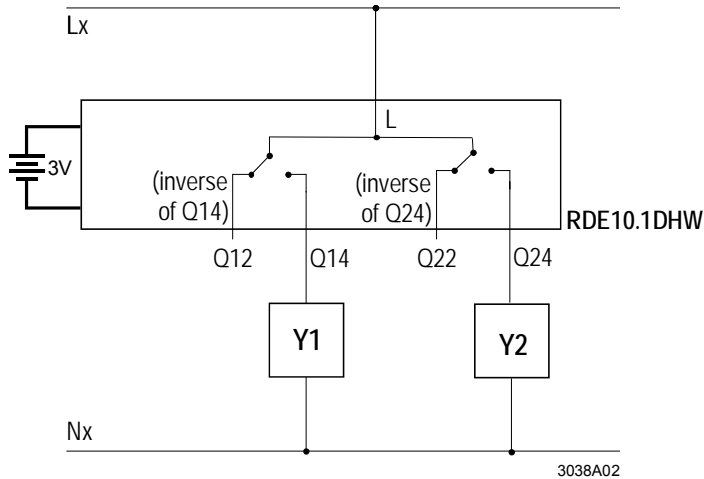 Lx
L
3V
(inverse
of Q14)
(inverse
of Q24)
RDE10.1DHW
Q12
Q14
Q22
Q24
Y1
Y2
Nx
3038A02